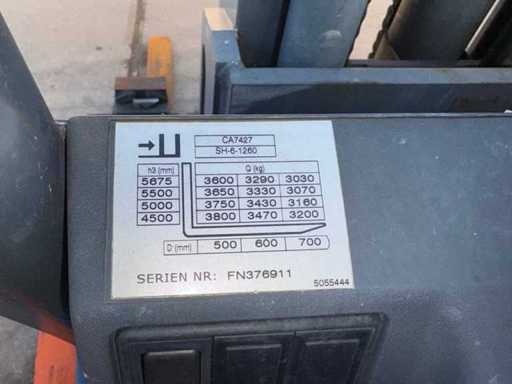 CA7427
SH-6-1260
h3 (mm) Q (kg)
5675 3600 3290 3030
5500 3650 3330 3070
5000 3750 3430 3160
4500 3800 3470 3200
D (mm) 500 600 700
SERIEN NR: FN376911
5055444